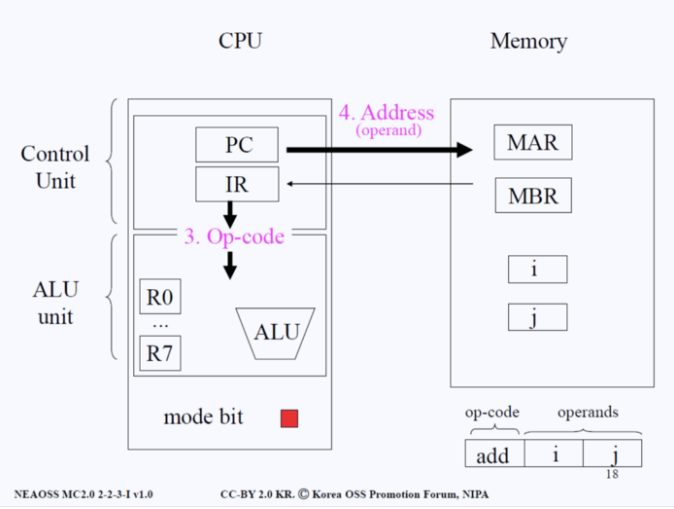 CPU
Memory
4. Address
(operand)
Control
Unit
PC
IR
MAR
MBR
3. Op-code
ALU
unit
R0
...
R7
ALU
i
j
mode bit
op-code operands
add i j
18
NEAOSS MC2.0 2-2-3-I v1.0
CC-BY 2.0 KR. Ⓒ Korea OSS Promotion Forum, NIPA